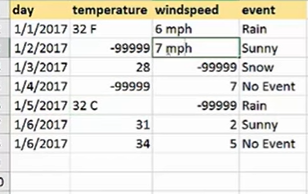 day temperature windspeed event
1/1/2017 32 F 6 mph Rain
1/2/2017 -99999 7 mph Sunny
1/3/2017 28 -99999 Snow
1/4/2017 -99999 7 No Event
1/5/2017 32 C -99999 Rain
1/6/2017 31 2 Sunny
1/6/2017 34 5 No Event